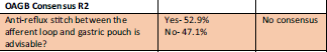 OAGB Consensus R2
Anti-reflux stitch between the Yes- 52.9% No consensus
afferent loop and gastric pouch is No- 47.1%
advisable?